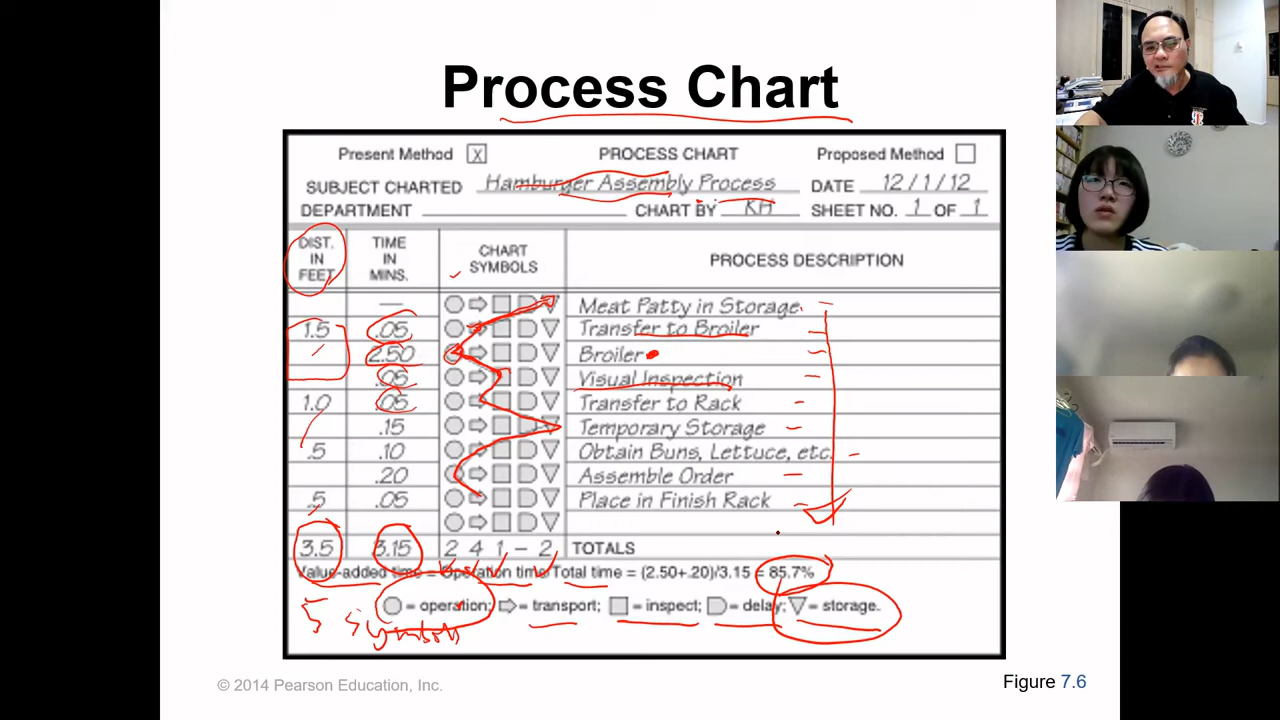 Process Chart
Present Method X PROCESS CHART Proposed Method
SUBJECT CHARTED Hamburger Assembly Process DATE 12 / 1 / 12
DEPARTMENT CHART BY KH SHEET NO. 1 OF 1
DIST. IN FEET TIME IN MINS. CHART SYMBOLS PROCESS DESCRIPTION
— Meat Patty in Storage
1.5 .05 Transfer to Broiler
2.50 Broiler
.05 Visual Inspection
1.0 .05 Transfer to Rack
.15 Temporary Storage
.5 .10 Obtain Buns, Lettuce, etc.
.20 Assemble Order
.5 .05 Place in Finish Rack
3.5 3.15 2 4 1 – 2 TOTALS
Value-added time = Operation time/Total time = (2.50+.20)/3.15 = 85.7%
= operation; = transport; = inspect; = delay; = storage.
5 symbols
© 2014 Pearson Education, Inc.
Figure 7.6